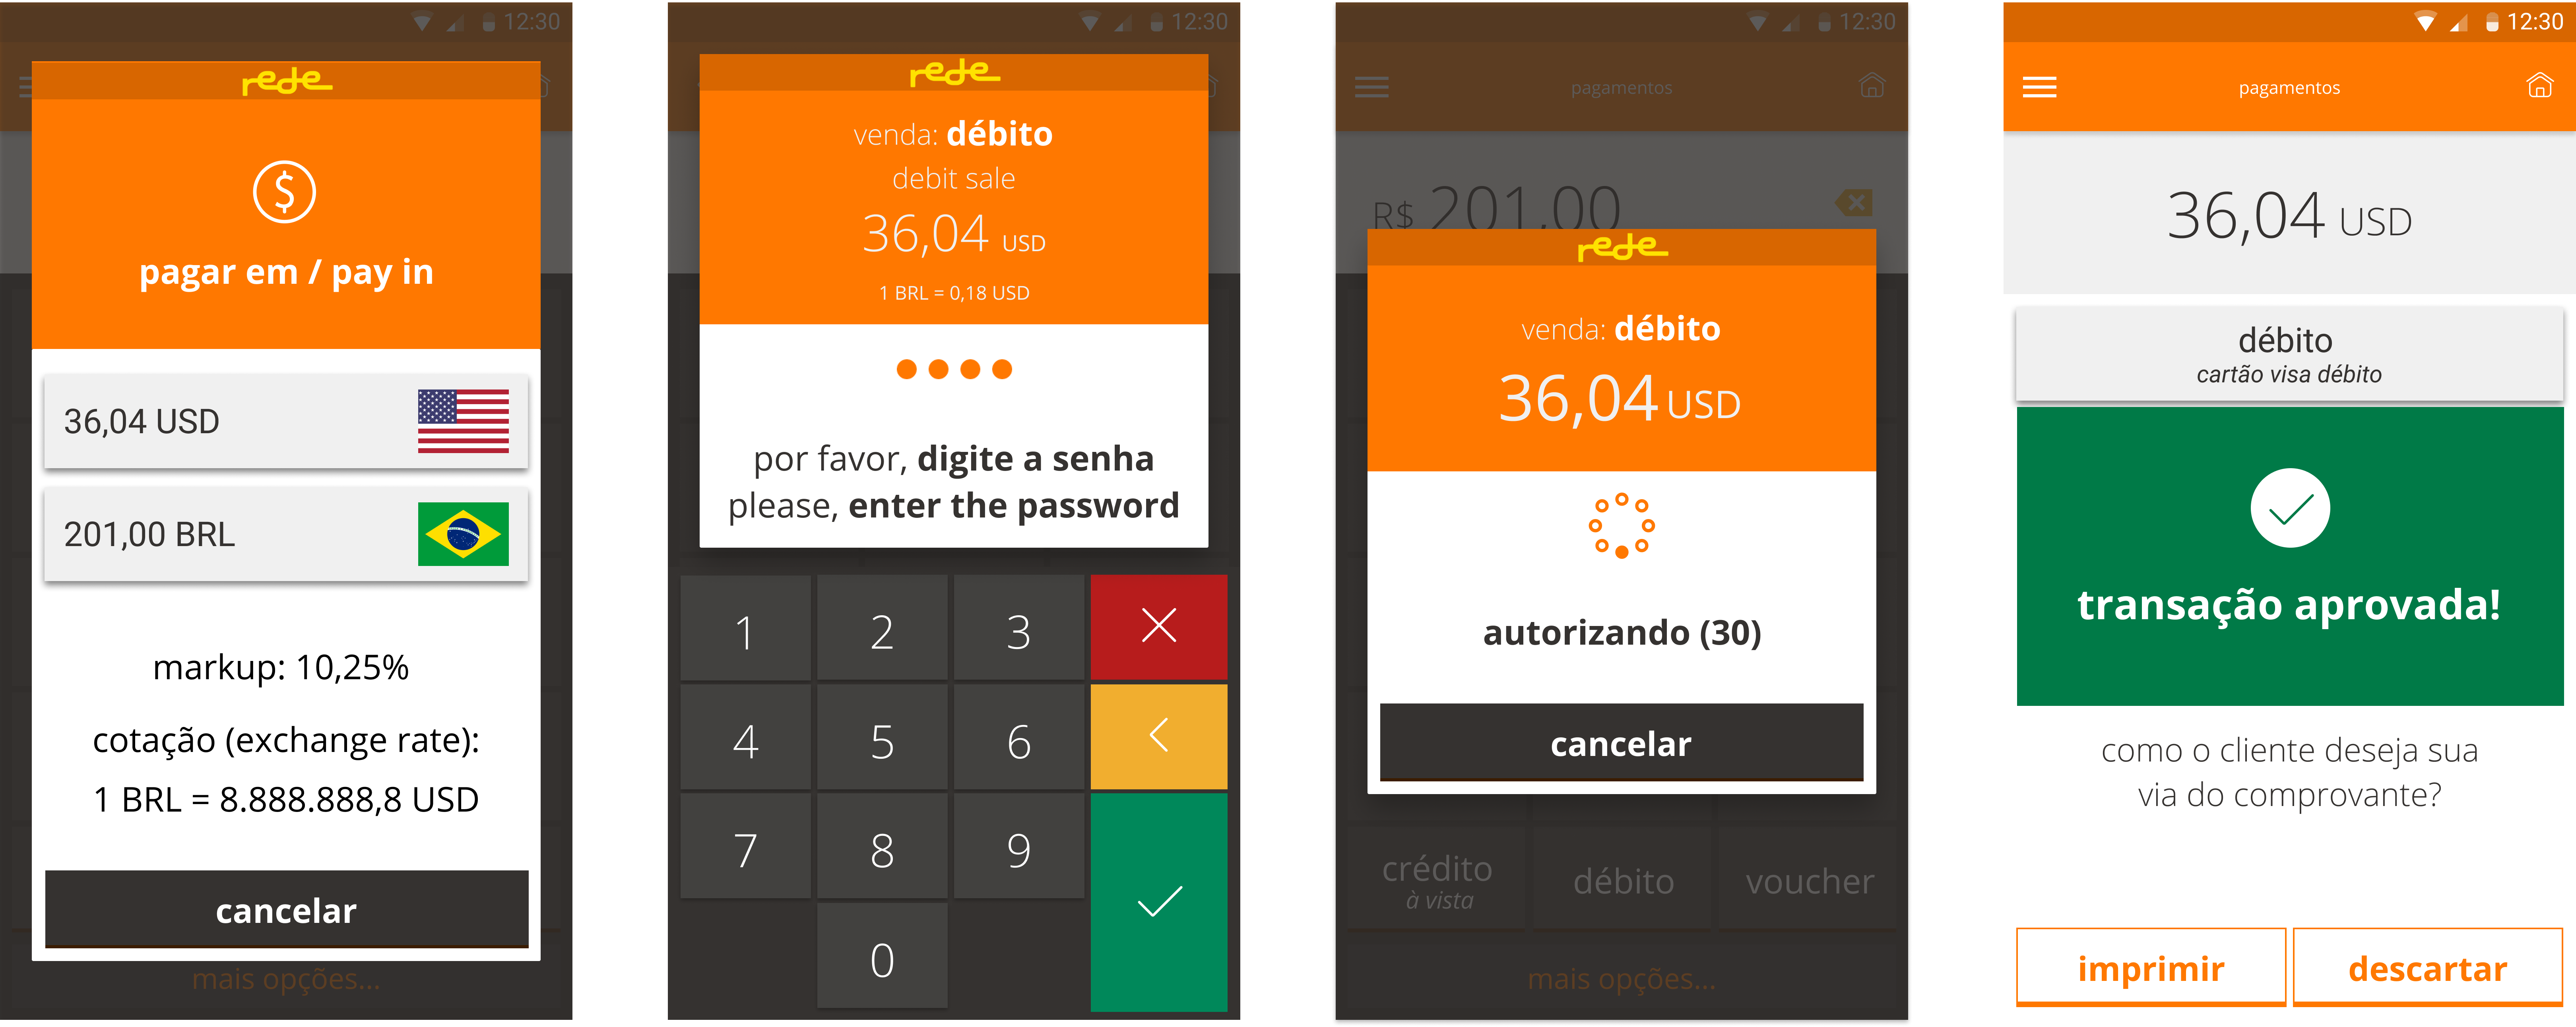 12:30
rede
pagar em / pay in
36,04 USD
201,00 BRL
markup: 10,25%
cotação (exchange rate):
1 BRL = 8.888.888,8 USD
cancelar
mais opções...
12:30
rede
venda: débito
debit sale
36,04 USD
1 BRL = 0,18 USD
por favor, digite a senha
please, enter the password
1 2 3
4 5 6
7 8 9
0
12:30
pagamentos
R$ 201,00
rede
venda: débito
36,04 USD
autorizando (30)
cancelar
crédito
à vista
débito
voucher
mais opções...
12:30
pagamentos
36,04 USD
débito
cartão visa débito
transação aprovada!
como o cliente deseja sua
via do comprovante?
imprimir
descartar